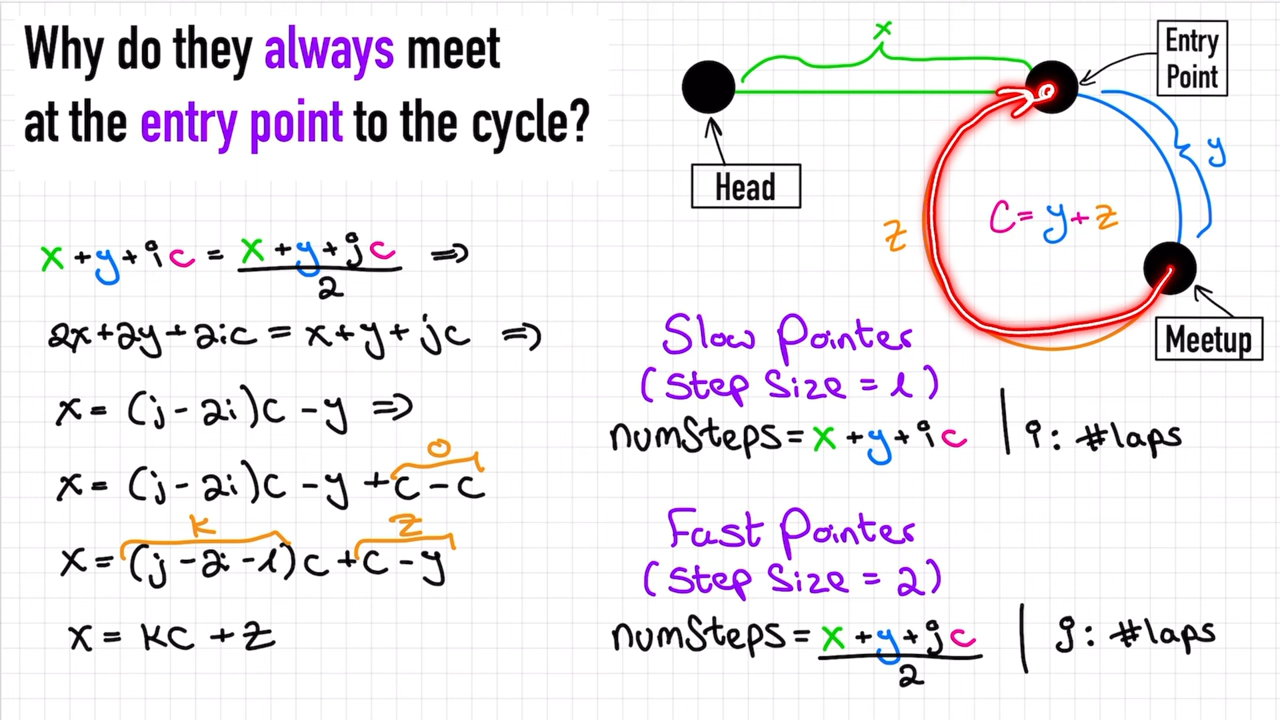 Why do they always meet
at the entry point to the cycle?
x + y + ic = x + y + jc / 2 ⇒
2x + 2y + 2ic = x + y + jc ⇒
x = (j - 2i)c - y ⇒
0
x = (j - 2i)c - y + c - c
K Z
x = (j - 2i - 1)c + c - y
x = kc + z
x
Entry
Point
Head
y
C = y + z
z
Meetup
Slow Pointer
(Step Size = 1)
numSteps = x + y + ic | i: #laps
Fast Pointer
(Step Size = 2)
numSteps = x + y + jc / 2 | j: #laps